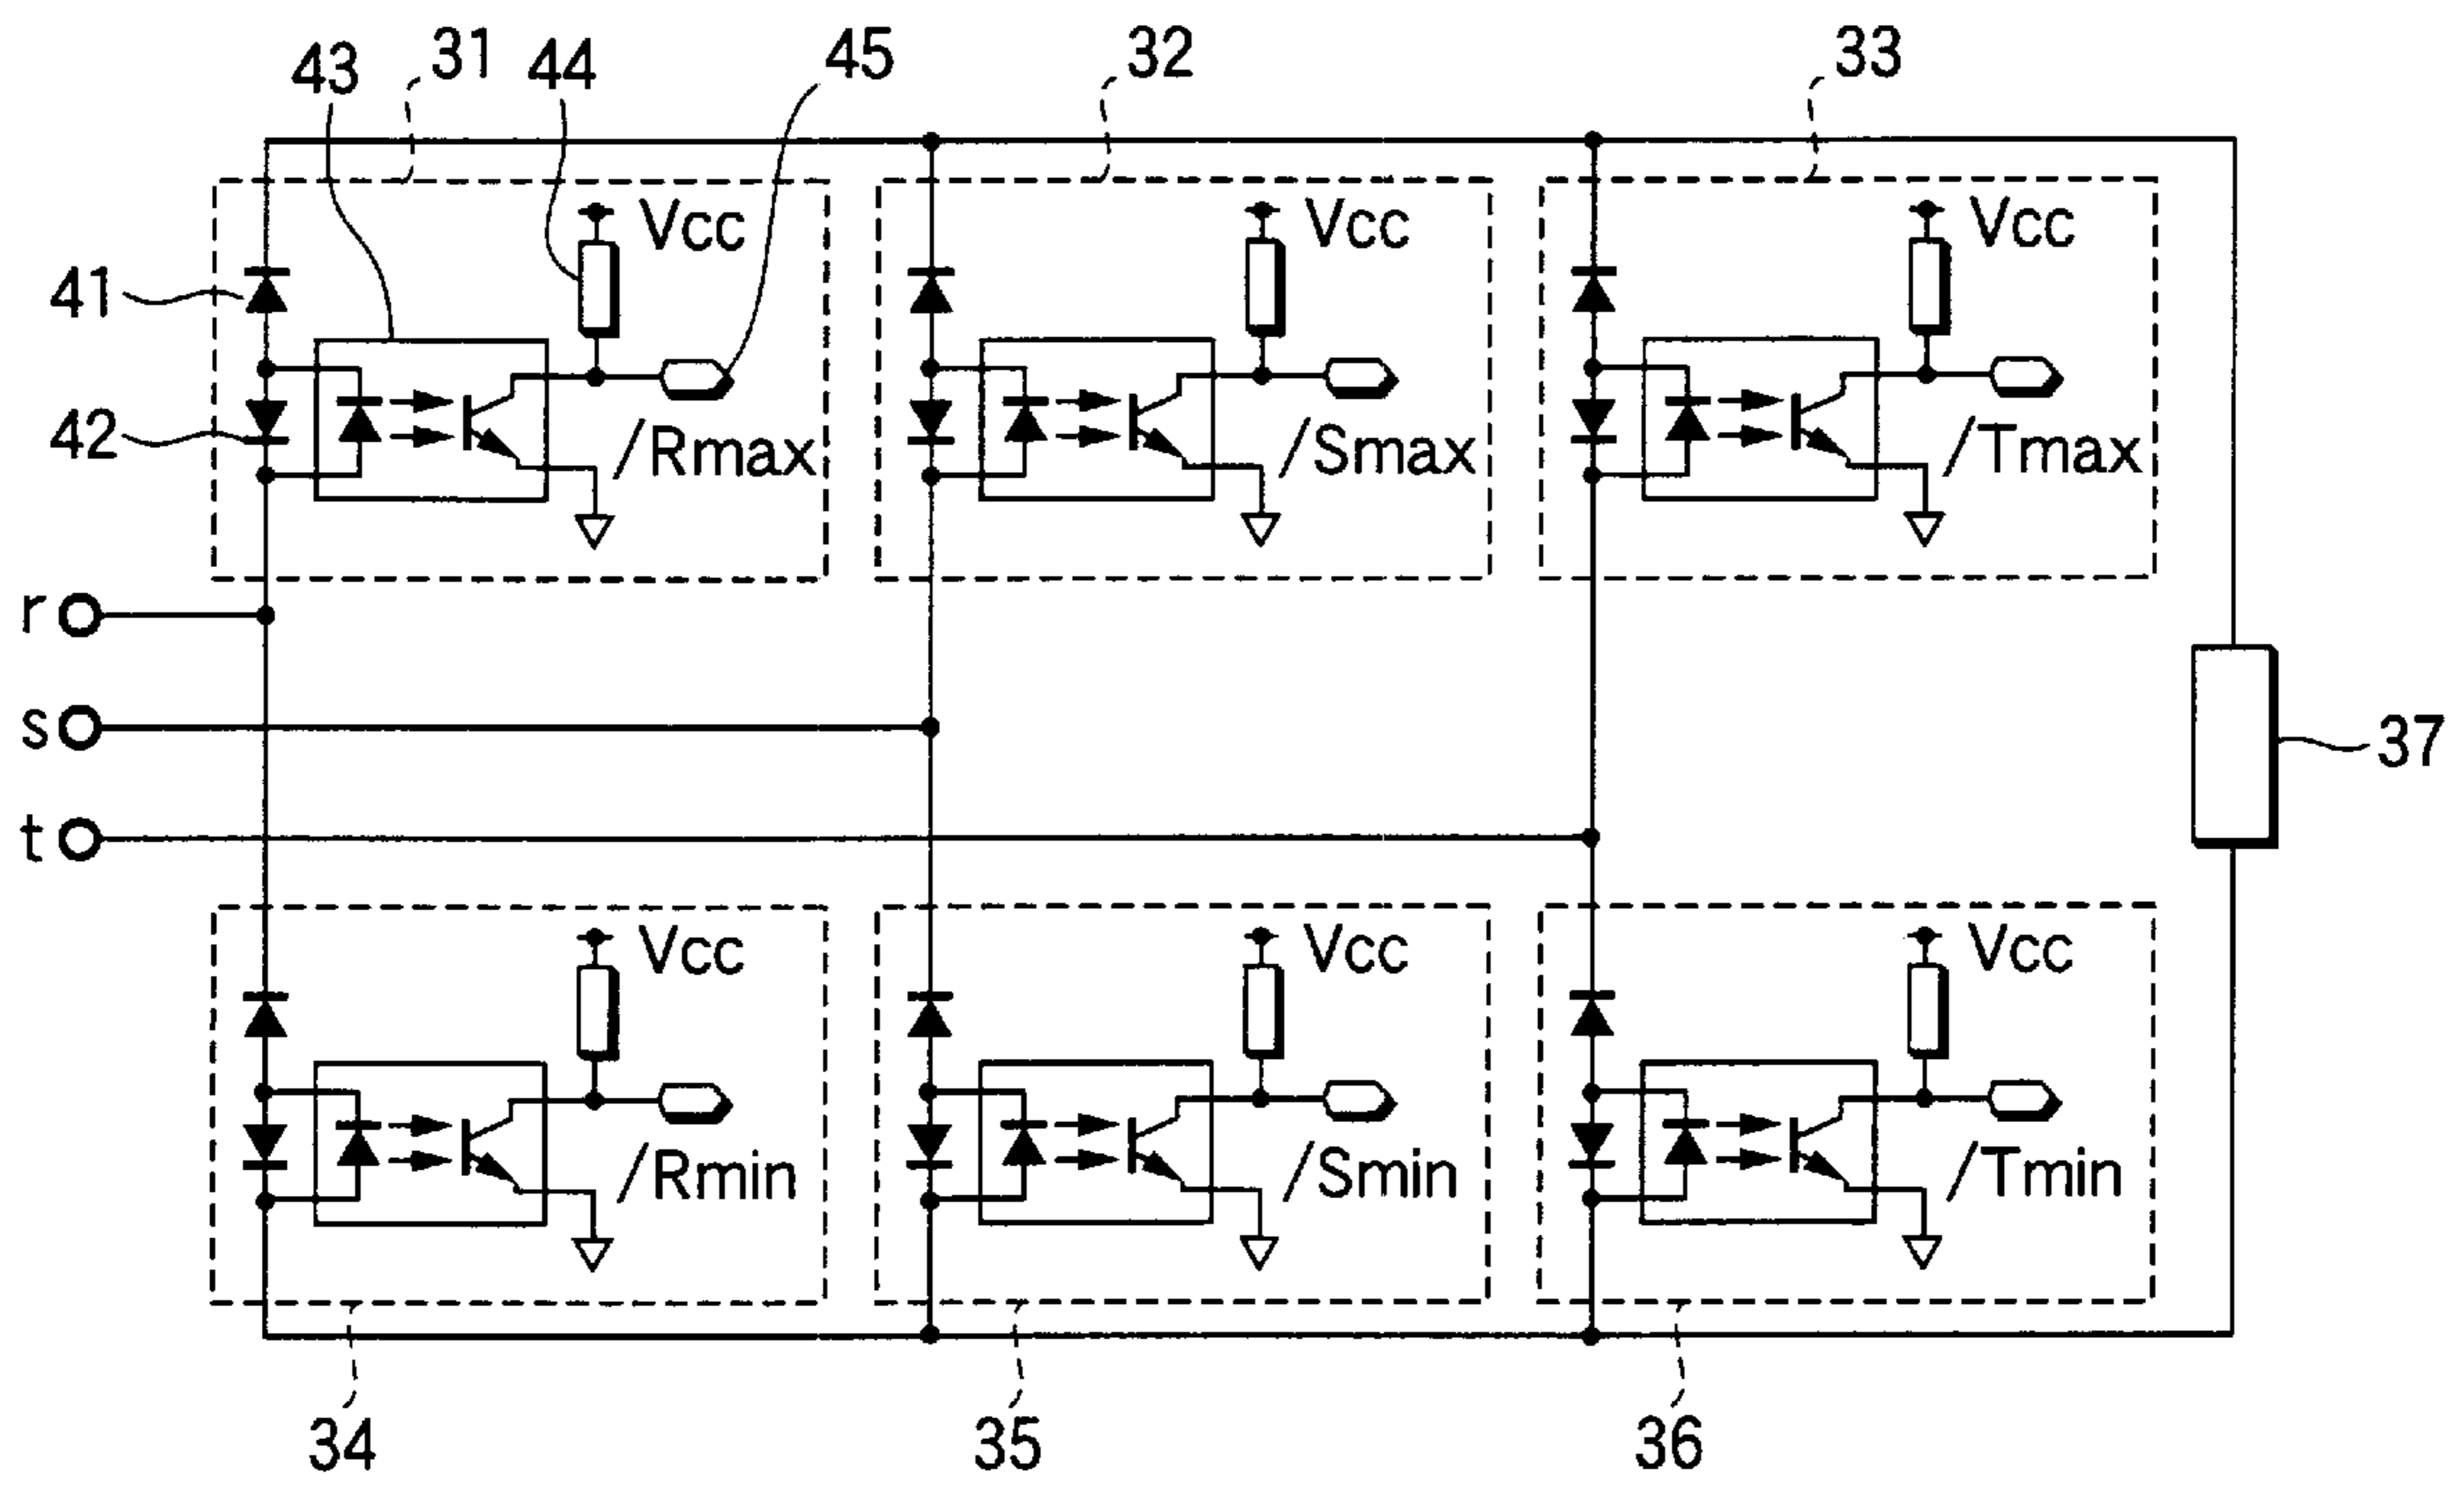 43 31 44 45 32 33
Vcc Vcc Vcc
41
42
/Rmax /Smax /Tmax
r
s
37
t
Vcc Vcc Vcc
/Rmin /Smin /Tmin
34 35 36